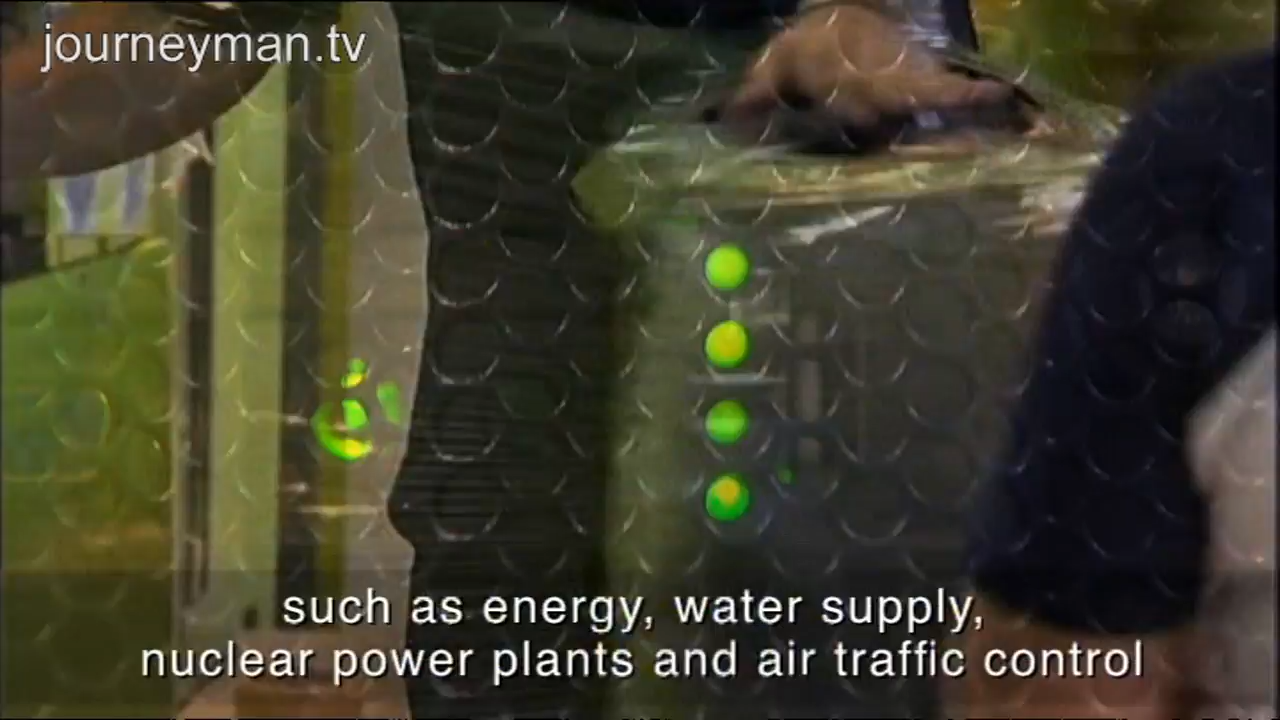 journeyman.tv
such as energy, water supply,
nuclear power plants and air traffic control